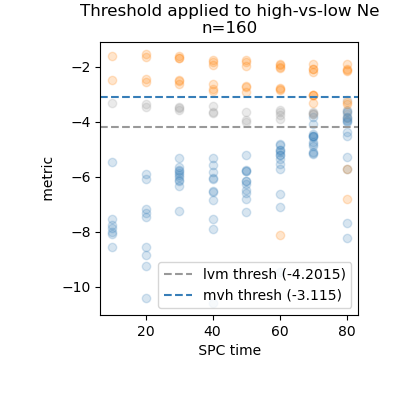 Threshold applied to high-vs-low Ne
n=160
−2
−4
−6
−8
−10
metric
20
40
60
80
SPC time
lvm thresh (-4.2015)
mvh thresh (-3.115)